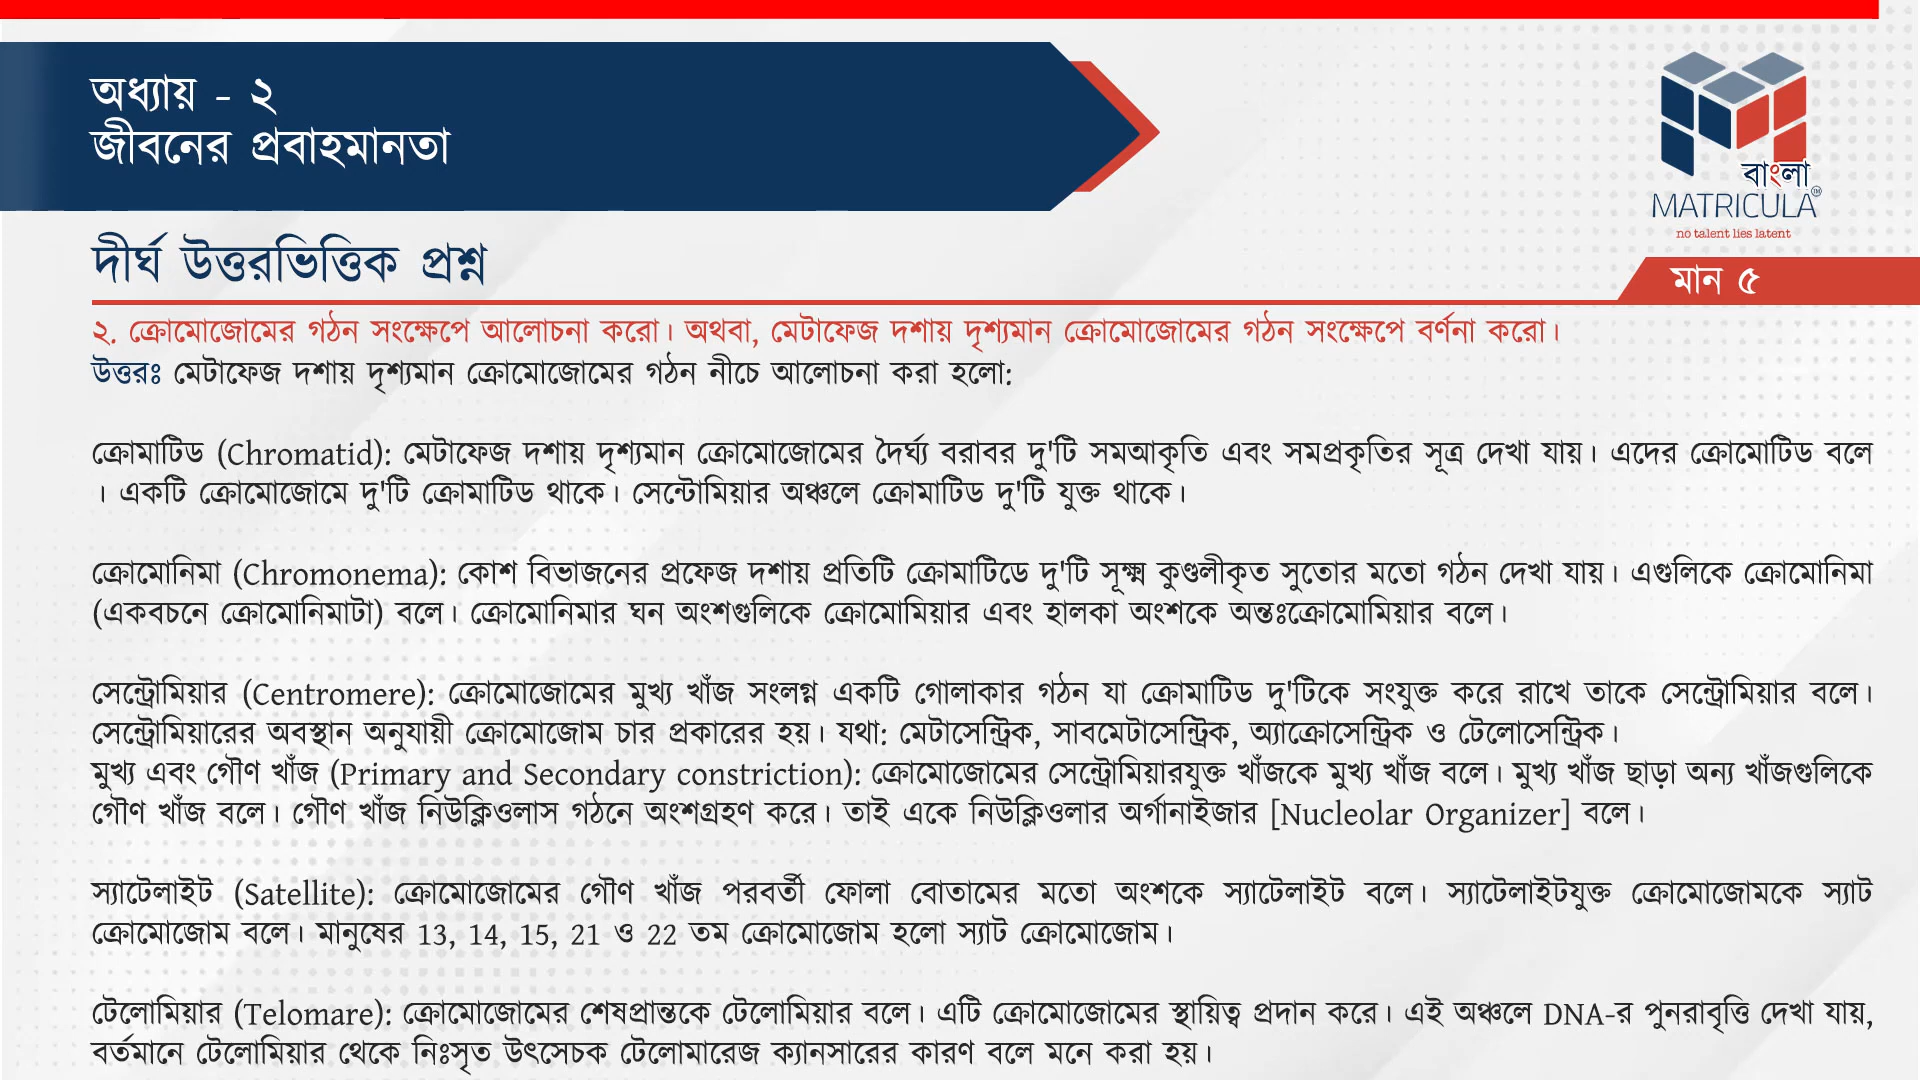 অধ্যায় - ২
জীবনের প্রবাহমানতা
বাংলা
MATRICULA™
no talent lies latent
দীর্ঘ উত্তরভিত্তিক প্রশ্ন
মান ৫
২. ক্রোমোজোমের গঠন সংক্ষেপে আলোচনা করো। অথবা, মেটাফেজ দশায় দৃশ্যমান ক্রোমোজোমের গঠন সংক্ষেপে বর্ণনা করো।
উত্তরঃ মেটাফেজ দশায় দৃশ্যমান ক্রোমোজোমের গঠন নীচে আলোচনা করা হলো:
ক্রোমাটিড (Chromatid): মেটাফেজ দশায় দৃশ্যমান ক্রোমোজোমের দৈর্ঘ্য বরাবর দু'টি সমআকৃতি এবং সমপ্রকৃতির সূত্র দেখা যায়। এদের ক্রোমোটিড বলে
। একটি ক্রোমোজোমে দু'টি ক্রোমাটিড থাকে। সেন্টোমিয়ার অঞ্চলে ক্রোমাটিড দু'টি যুক্ত থাকে।
ক্রোমোনিমা (Chromonema): কোশ বিভাজনের প্রফেজ দশায় প্রতিটি ক্রোমাটিডে দু'টি সূক্ষ্ম কুণ্ডলীকৃত সুতোর মতো গঠন দেখা যায়। এগুলিকে ক্রোমোনিমা
(একবচনে ক্রোমোনিমাটা) বলে। ক্রোমোনিমার ঘন অংশগুলিকে ক্রোমোমিয়ার এবং হালকা অংশকে অন্তঃক্রোমোমিয়ার বলে।
সেন্ট্রোমিয়ার (Centromere): ক্রোমোজোমের মুখ্য খাঁজ সংলগ্ন একটি গোলাকার গঠন যা ক্রোমাটিড দু'টিকে সংযুক্ত করে রাখে তাকে সেন্ট্রোমিয়ার বলে।
সেন্ট্রোমিয়ারের অবস্থান অনুযায়ী ক্রোমোজোম চার প্রকারের হয়। যথা: মেটাসেন্ট্রিক, সাবমেটাসেন্ট্রিক, অ্যাক্রোসেন্ট্রিক ও টেলোসেন্ট্রিক।
মুখ্য এবং গৌণ খাঁজ (Primary and Secondary constriction): ক্রোমোজোমের সেন্ট্রোমিয়ারযুক্ত খাঁজকে মুখ্য খাঁজ বলে। মুখ্য খাঁজ ছাড়া অন্য খাঁজগুলিকে
গৌণ খাঁজ বলে। গৌণ খাঁজ নিউক্লিওলাস গঠনে অংশগ্রহণ করে। তাই একে নিউক্লিওলার অর্গানাইজার [Nucleolar Organizer] বলে।
স্যাটেলাইট (Satellite): ক্রোমোজোমের গৌণ খাঁজ পরবর্তী ফোলা বোতামের মতো অংশকে স্যাটেলাইট বলে। স্যাটেলাইটযুক্ত ক্রোমোজোমকে স্যাট
ক্রোমোজোম বলে। মানুষের 13, 14, 15, 21 ও 22 তম ক্রোমোজোম হলো স্যাট ক্রোমোজোম।
টেলোমিয়ার (Telomare): ক্রোমোজোমের শেষপ্রান্তকে টেলোমিয়ার বলে। এটি ক্রোমোজোমের স্থায়িত্ব প্রদান করে। এই অঞ্চলে DNA-র পুনরাবৃত্তি দেখা যায়,
বর্তমানে টেলোমিয়ার থেকে নিঃসৃত উৎসেচক টেলোমারেজ ক্যানসারের কারণ বলে মনে করা হয়।